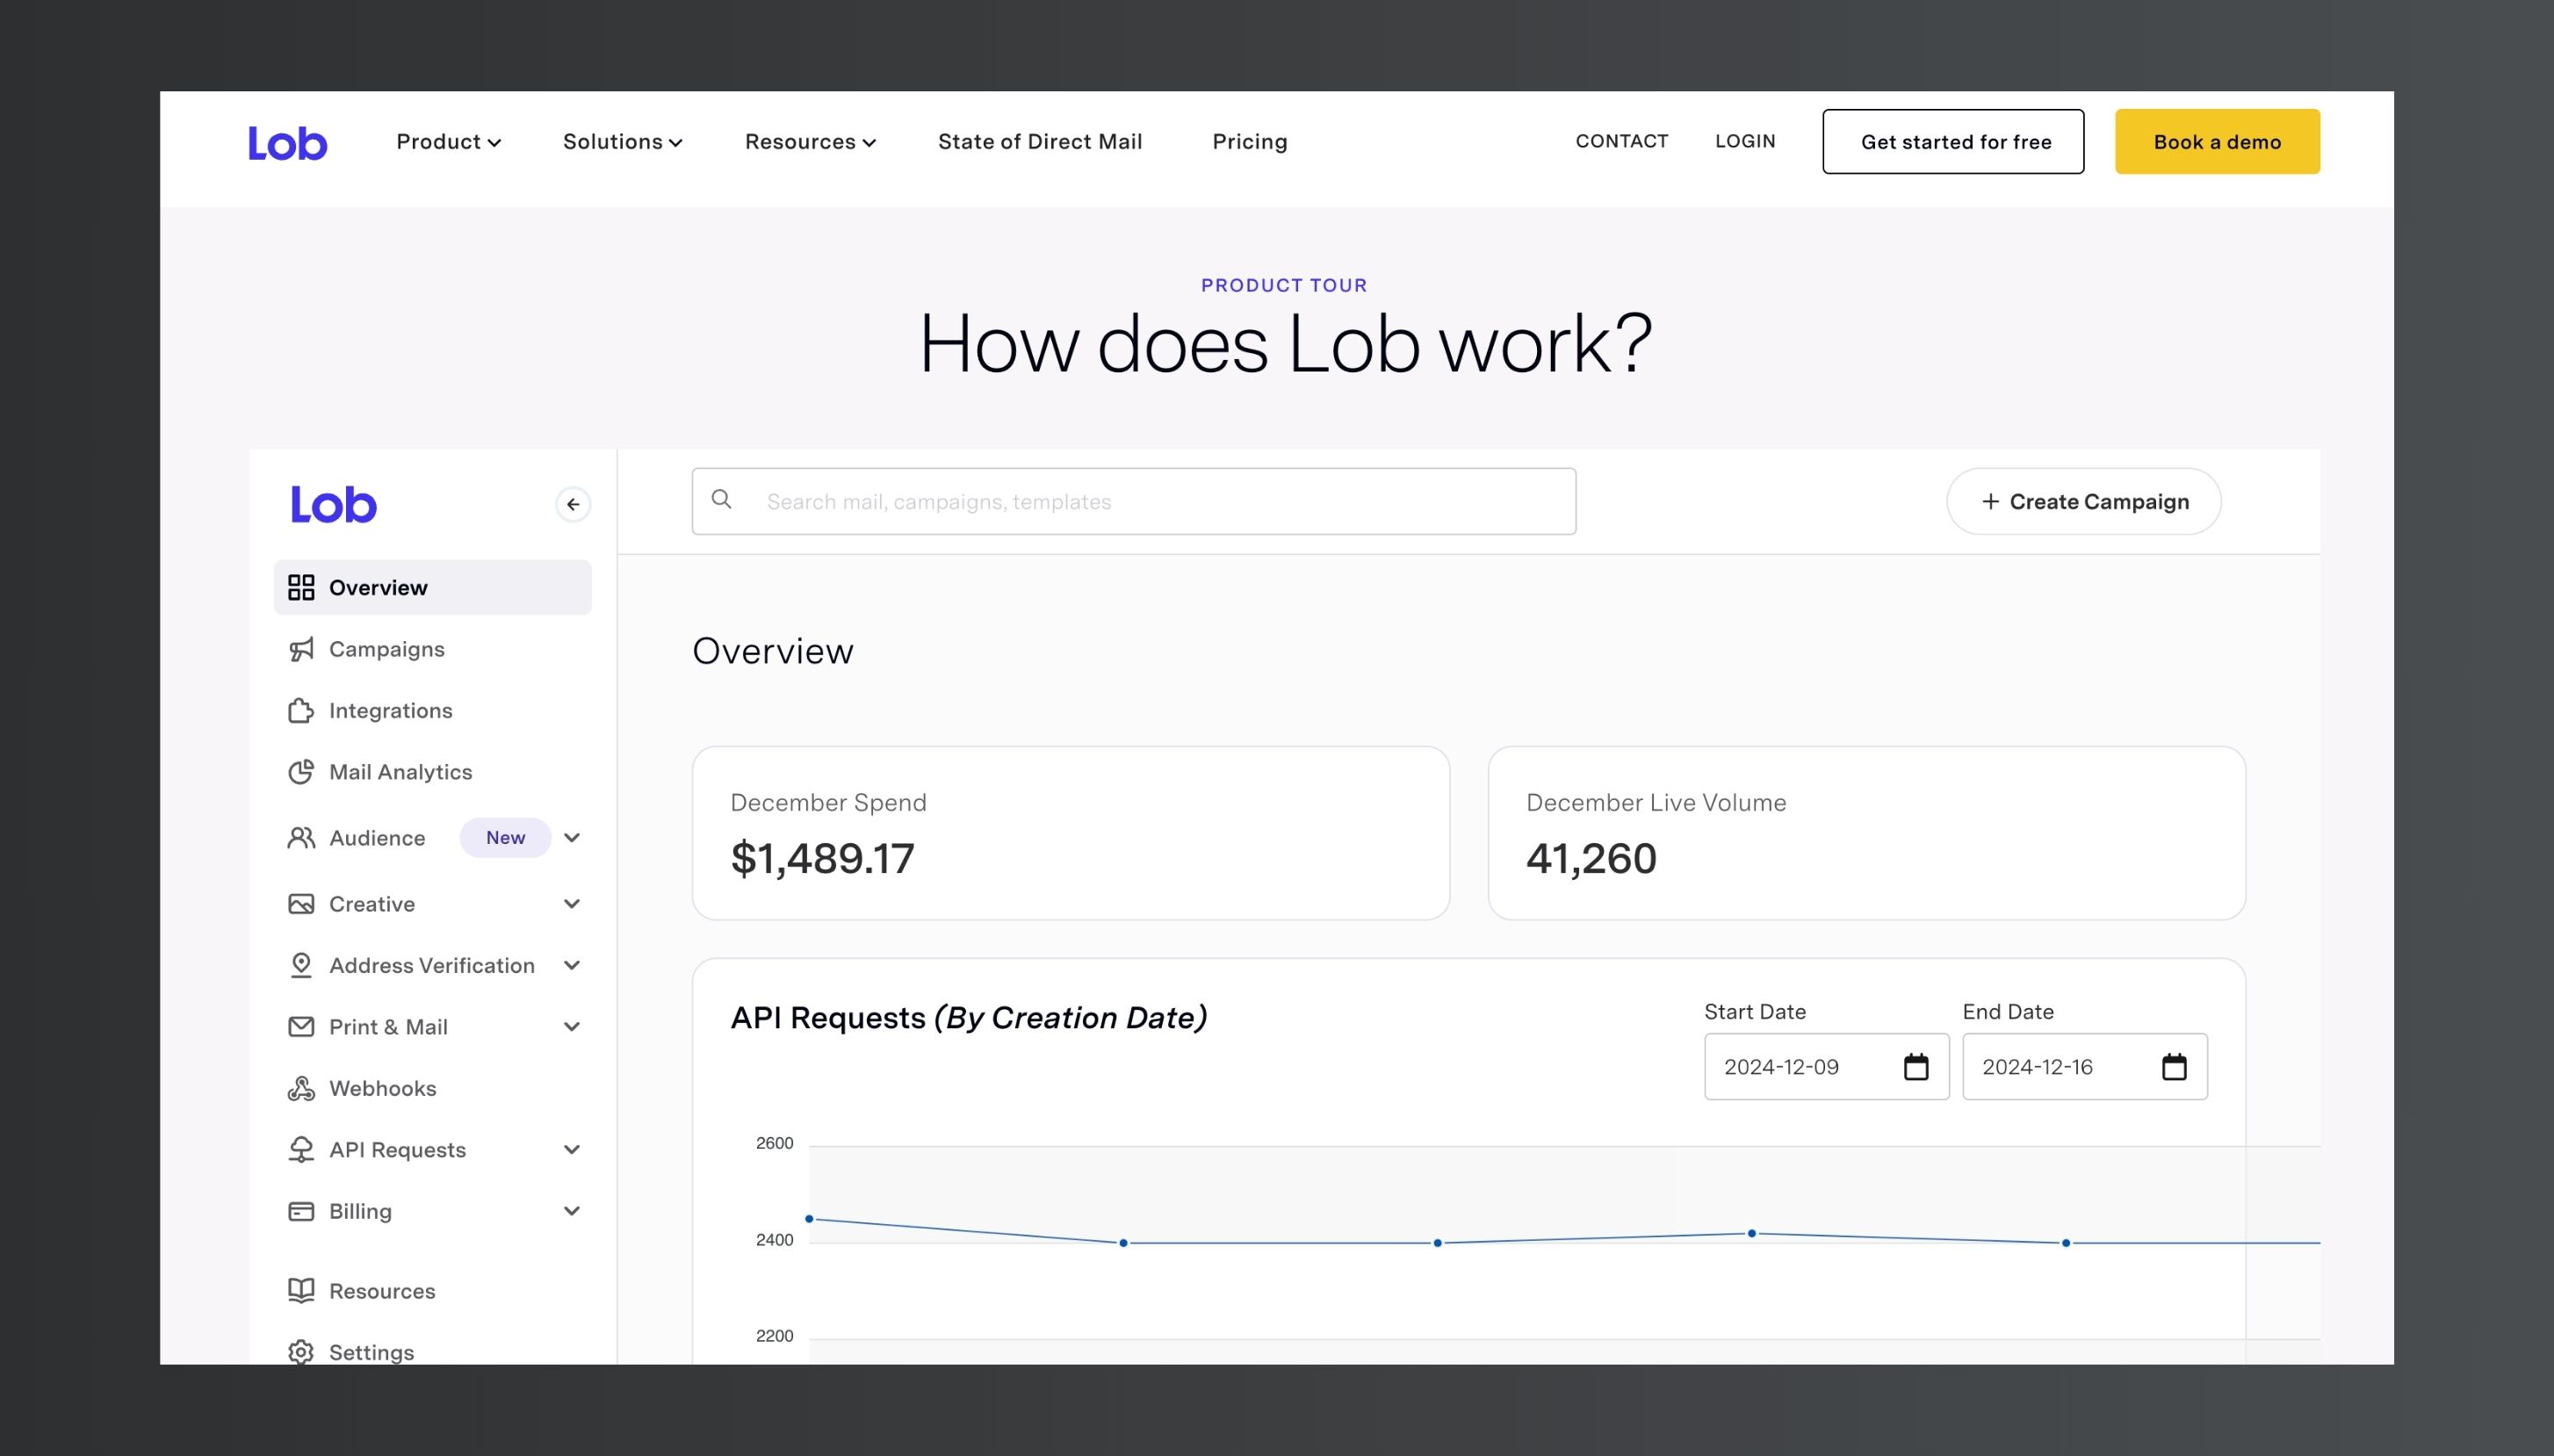 Lob Product Solutions Resources State of Direct Mail Pricing CONTACT LOGIN Get started for free Book a demo
PRODUCT TOUR
How does Lob work?
Lob
Overview
Campaigns
Integrations
Mail Analytics
Audience New
Creative
Address Verification
Print & Mail
Webhooks
API Requests
Billing
Resources
Settings
Search mail, campaigns, templates
+ Create Campaign
Overview
December Spend
$1,489.17
December Live Volume
41,260
API Requests (By Creation Date)
Start Date
2024-12-09
End Date
2024-12-16
2600
2400
2200